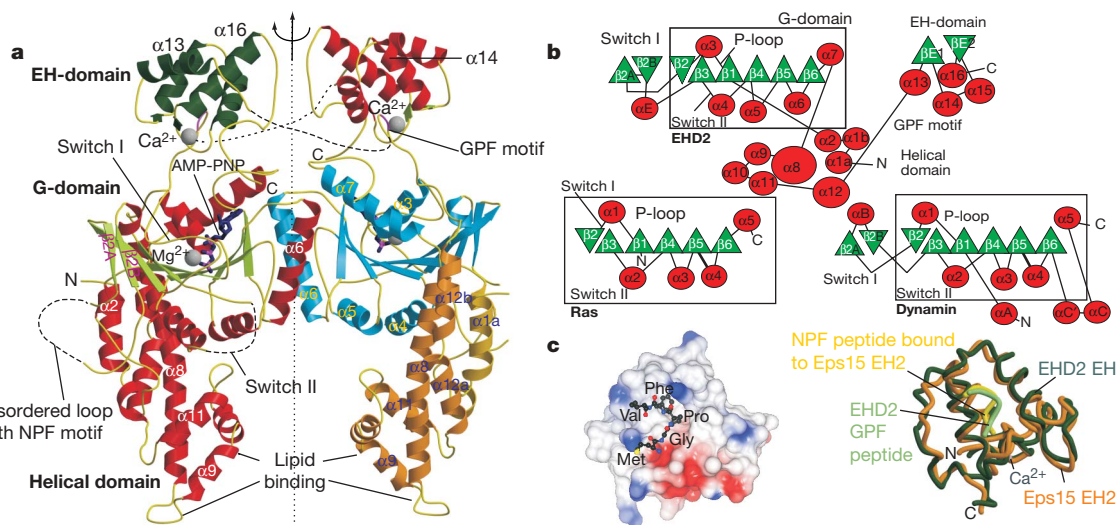 a
α13
α16
α14
EH-domain
Ca2+
Ca2+
GPF motif
Switch I
AMP-PNP
C
C
G-domain
α7
α3
β2A
β2B
Mg2+
α6
N
α2
α6
α5
α4
α12b
α1a
α8
α8
α12a
Switch II
sordered loop
th NPF motif
α11
α11
α9
α9
Lipid
binding
Helical domain
b
G-domain
EH-domain
Switch I
α3
P-loop
α7
βE1
βE2
β2A
β2B
β2
β3
β1
β4
β5
β6
α13
α16
C
α15
α14
αE
α4
α5
α6
Switch II
EHD2
GPF motif
α2
α1b
α1a
N
α9
α8
α10
α11
α12
Helical
domain
Switch I
α1
P-loop
α5
C
β2
β3
β1
β4
β5
β6
N
α2
α3
α4
Switch II
Ras
αB
α1
P-loop
α5
C
β2
β2B
β2
β3
β1
β4
β5
β6
Switch I
α2
α3
α4
Switch II
Dynamin
αA
N
αC'
αC
c
Phe
Val
Pro
Gly
Met
NPF peptide bound
to Eps15 EH2
EHD2 EH
EHD2
GPF
peptide
N
Ca2+
Eps15 EH2
C